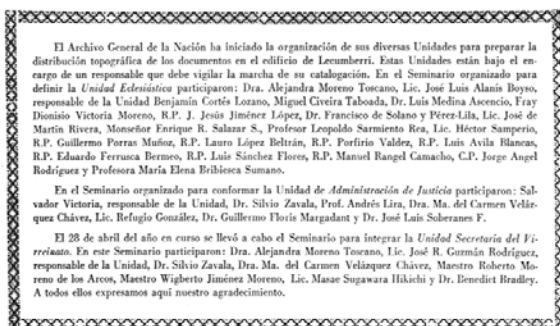 El Archivo General de la Nación ha iniciado la organización de sus diversas Unidades para preparar la
distribución topográfica de los documentos en el edificio de Lecumberri. Estas Unidades están bajo el en-
cargo de un responsable que debe vigilar la marcha de su catalogación. En el Seminario organizado para
definir la Unidad Eclesiástica participaron: Dra. Alejandra Moreno Toscano, Lic. José Luis Alanís Boyso,
responsable de la Unidad Benjamín Cortés Lozano, Miguel Civeira Taboada, Dr. Luis Medina Ascencio, Fray
Dionisio Victoria Moreno, R.P. J. Jesús Jiménez López, Dr. Francisco de Solano y Pérez-Lila, Lic. José de
Martín Rivera, Monseñor Enrique R. Salazar S., Profesor Leopoldo Sarmiento Rea, Lic. Héctor Samperio,
R.P. Guillermo Porras Muñoz, R.P. Lauro López Beltrán, R.P. Porfirio Valdez, R.P. Luis Avila Blancas,
R.P. Eduardo Ferrusca Bermeo, R.P. Luis Sánchez Flores, R.P. Manuel Rangel Camacho, C.P. Jorge Angel
Rodríguez y Profesora María Elena Bribiesca Sumano.
En el Seminario organizado para conformar la Unidad de Administración de Justicia participaron: Sal-
vador Victoria, responsable de la Unidad, Dr. Silvio Zavala, Prof. Andrés Lira, Dra. Ma. del Carmen Veláz-
quez Chávez, Lic. Refugio González, Dr. Guillermo Floris Margadant y Dr. José Luis Soberanes F.
El 28 de abril del año en curso se llevó a cabo el Seminario para integrar la Unidad Secretaría del Vi-
rreinato. En este Seminario participaron: Dra. Alejandra Moreno Toscano, Lic. José R. Guzmán Rodríguez,
responsable de la Unidad, Dr. Silvio Zavala, Dra. Ma. del Carmen Velázquez Chávez, Maestro Roberto Mo-
reno de los Arcos, Maestro Wigberto Jiménez Moreno, Lic. Masae Sugawara Hikichi y Dr. Benedict Bradley.
A todos ellos expresamos aquí nuestro agradecimiento.